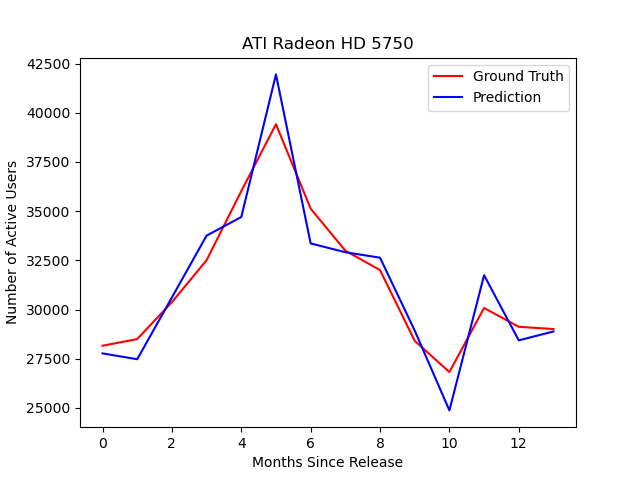 ATI Radeon HD 5750
Ground Truth
Prediction
Number of Active Users
42500
40000
37500
35000
32500
30000
27500
25000
0 2 4 6 8 10 12
Months Since Release